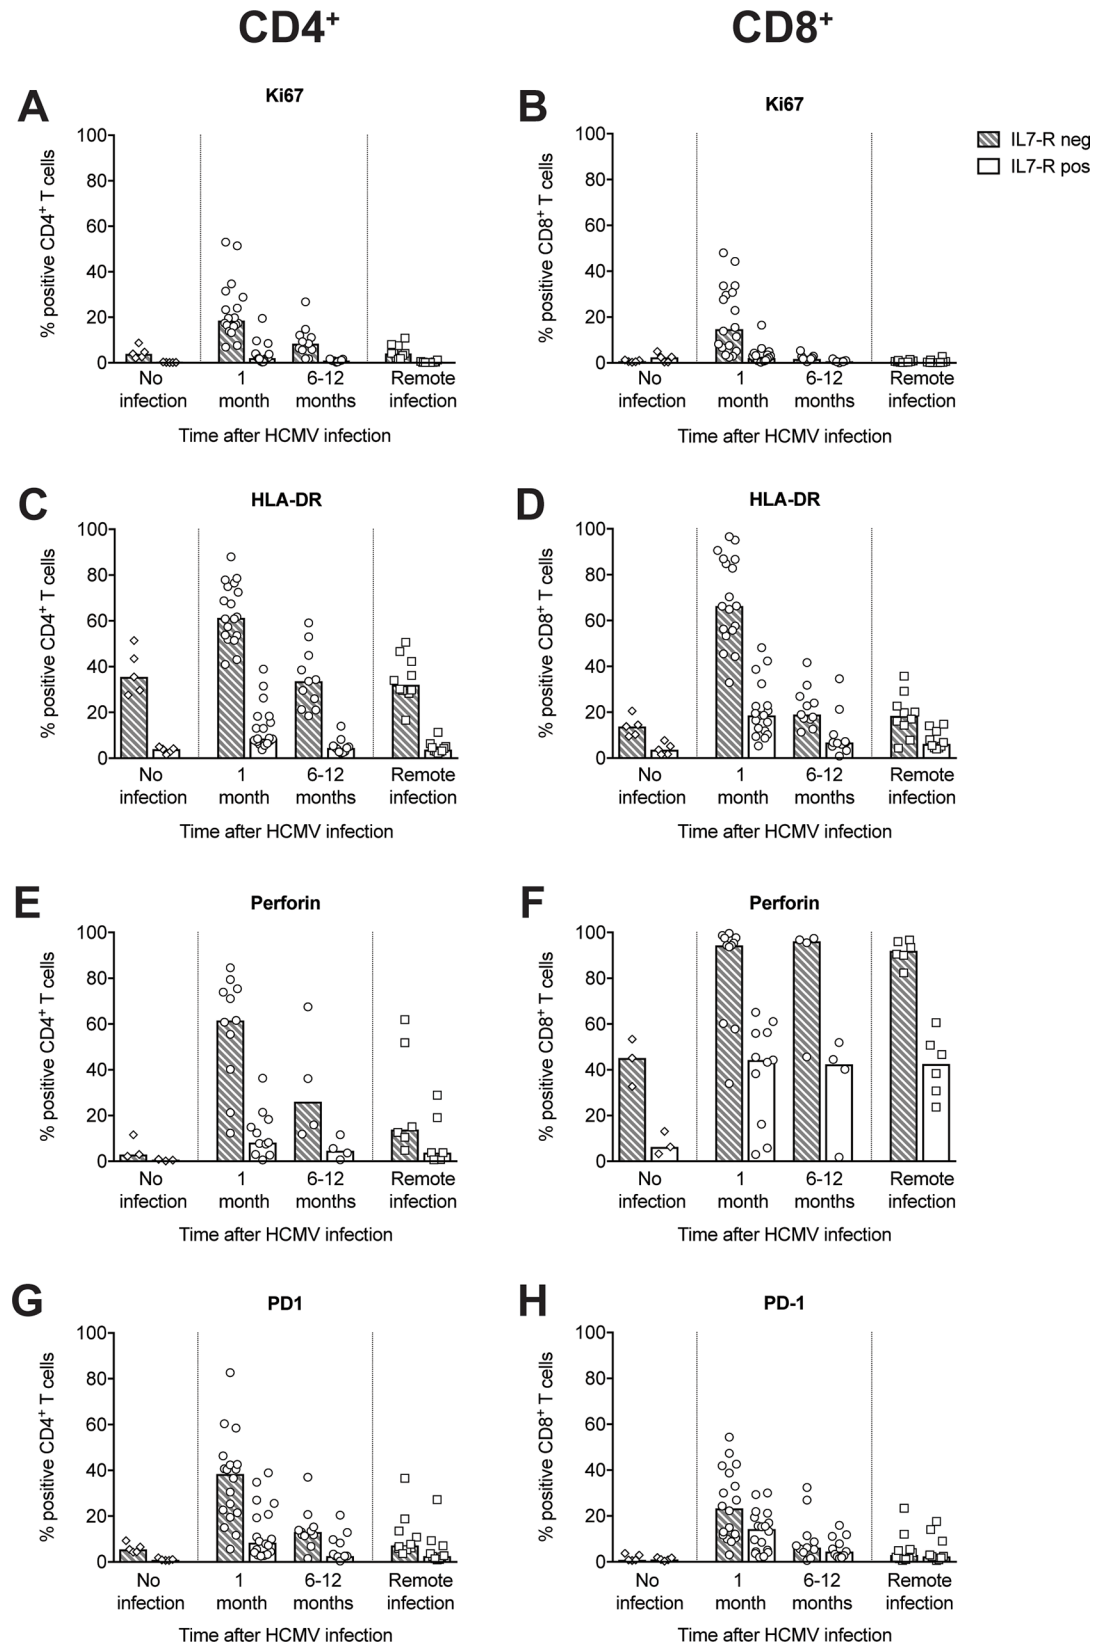 CD4+ CD8+
A Ki67
% positive CD4+ T cells
100
80
60
40
20
0
No infection 1 month 6-12 months Remote infection
Time after HCMV infection
B Ki67
% positive CD8+ T cells
100
80
60
40
20
0
No infection 1 month 6-12 months Remote infection
Time after HCMV infection
IL7-R neg
IL7-R pos
C HLA-DR
% positive CD4+ T cells
100
80
60
40
20
0
No infection 1 month 6-12 months Remote infection
Time after HCMV infection
D HLA-DR
% positive CD8+ T cells
100
80
60
40
20
0
No infection 1 month 6-12 months Remote infection
Time after HCMV infection
E Perforin
% positive CD4+ T cells
100
80
60
40
20
0
No infection 1 month 6-12 months Remote infection
Time after HCMV infection
F Perforin
% positive CD8+ T cells
100
80
60
40
20
0
No infection 1 month 6-12 months Remote infection
Time after HCMV infection
G PD1
% positive CD4+ T cells
100
80
60
40
20
0
No infection 1 month 6-12 months Remote infection
Time after HCMV infection
H PD-1
% positive CD8+ T cells
100
80
60
40
20
0
No infection 1 month 6-12 months Remote infection
Time after HCMV infection